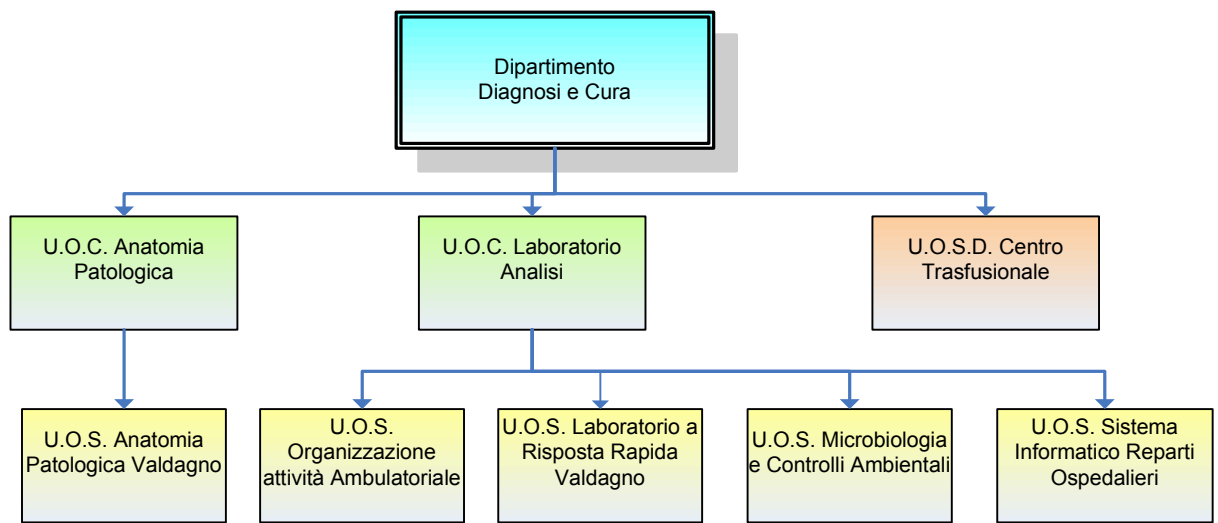 Dipartimento
Diagnosi e Cura
U.O.C. Anatomia
Patologica
U.O.C. Laboratorio
Analisi
U.O.S.D. Centro
Trasfusionale
U.O.S. Anatomia
Patologica Valdagno
U.O.S.
Organizzazione
attività Ambulatoriale
U.O.S. Laboratorio a
Risposta Rapida
Valdagno
U.O.S. Microbiologia
e Controlli Ambientali
U.O.S. Sistema
Informatico Reparti
Ospedalieri